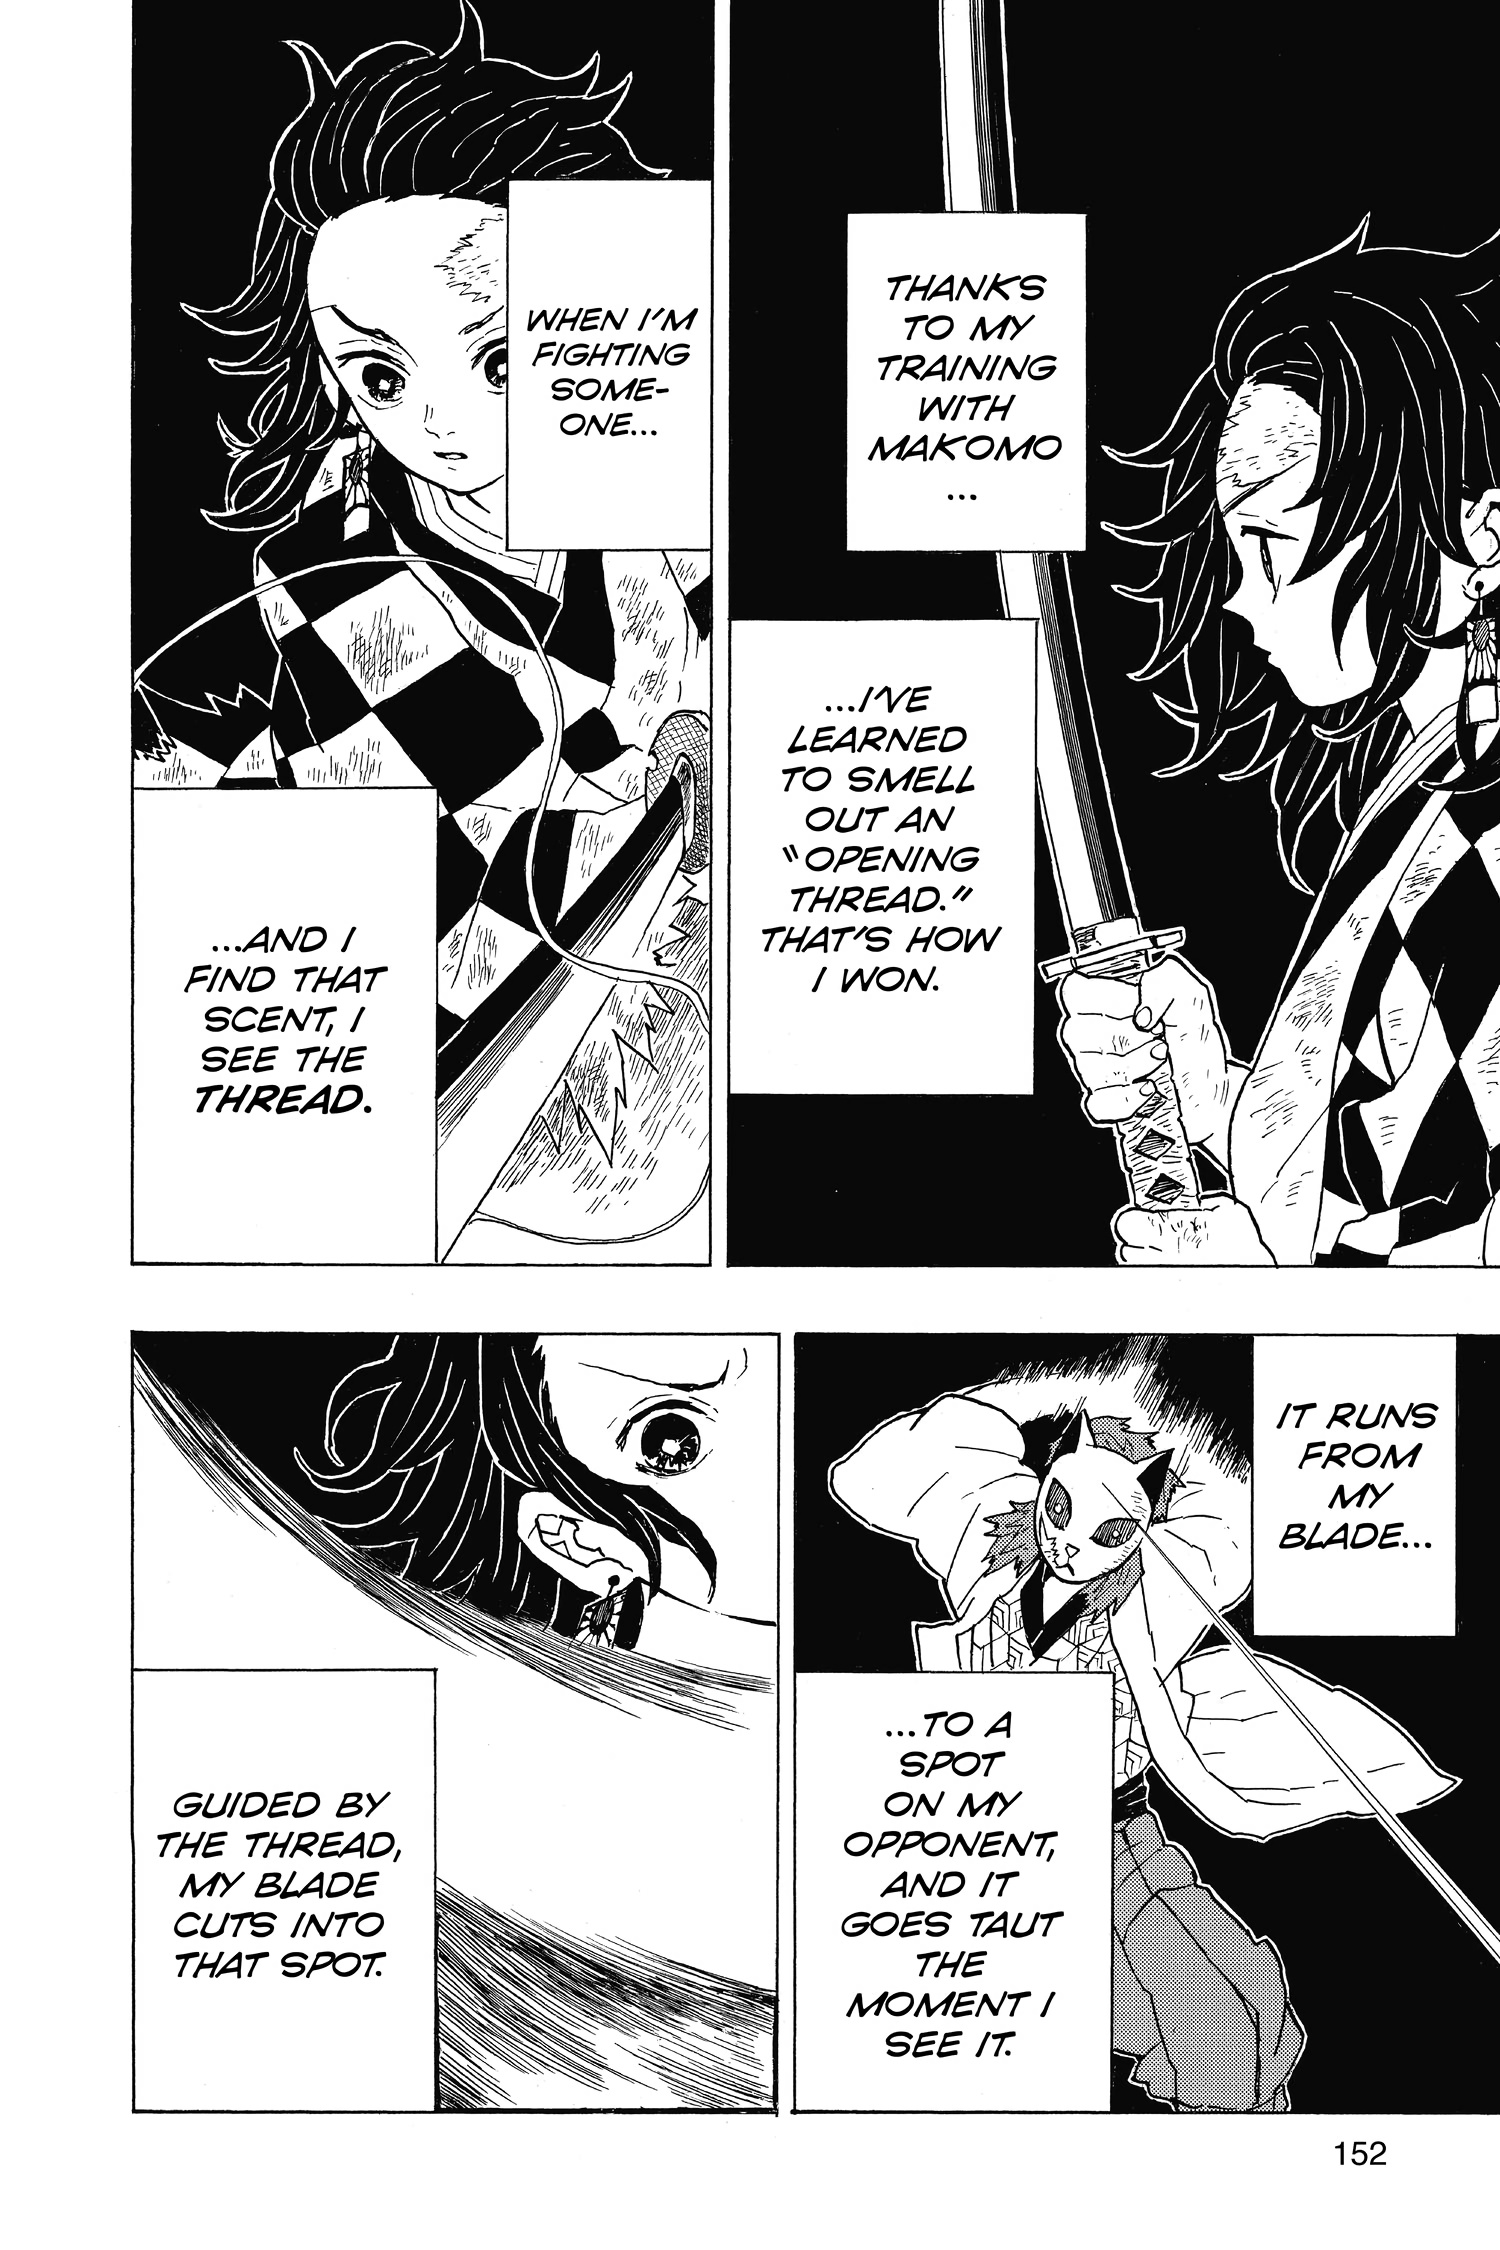 THANKS
TO MY
TRAINING
WITH
MAKOMO
...
...I'VE
LEARNED
TO SMELL
OUT AN
"OPENING
THREAD."
THAT'S HOW
I WON.
WHEN I'M
FIGHTING
SOME-
ONE...
...AND I
FIND THAT
SCENT, I
SEE THE
THREAD.
IT RUNS
FROM
MY
BLADE...
...TO A
SPOT
ON MY
OPPONENT,
AND IT
GOES TAUT
THE
MOMENT I
SEE IT.
GUIDED BY
THE THREAD,
MY BLADE
CUTS INTO
THAT SPOT.
152